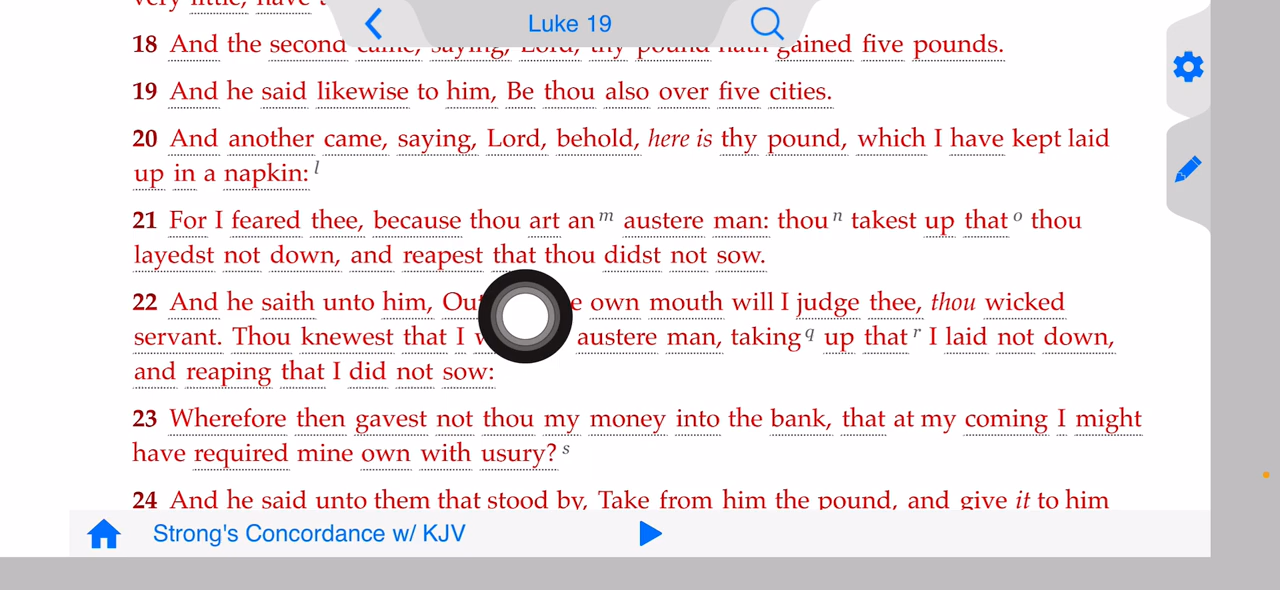 Luke 19
18 And the second came, saying, Lord, thy pound hath gained five pounds.
19 And he said likewise to him, Be thou also over five cities.
20 And another came, saying, Lord, behold, here is thy pound, which I have kept laid
up in a napkin: l
21 For I feared thee, because thou art an m austere man: thou n takest up that o thou
layedst not down, and reapest that thou didst not sow.
22 And he saith unto him, own mouth will I judge thee, thou wicked
servant. Thou knewest that I austere man, taking q up that r I laid not down,
and reaping that I did not sow:
23 Wherefore then gavest not thou my money into the bank, that at my coming I might
have required mine own with usury? s
24 And he said unto them that stood by, Take from him the pound, and give it to him
Strong's Concordance w/ KJV